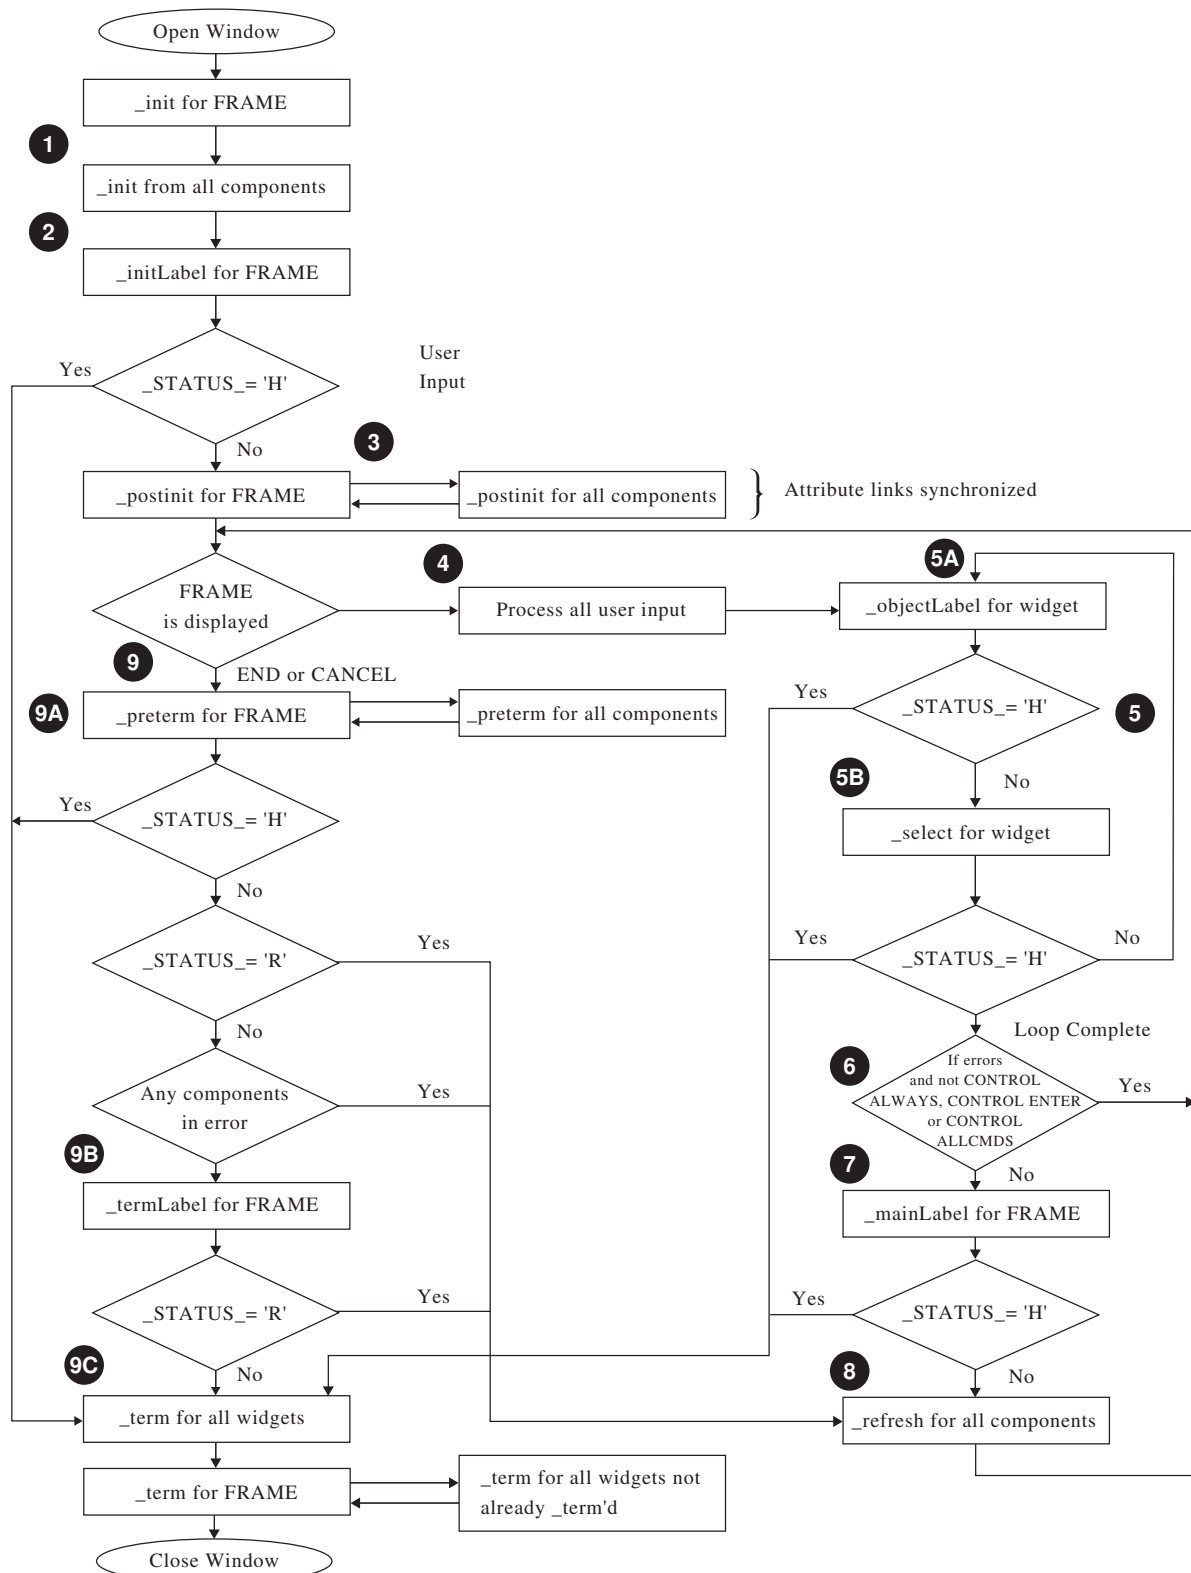 Open Window
_init for FRAME
1
_init from all components
2
_initLabel for FRAME
Yes
_STATUS_= 'H'
User
Input
No
3
_postinit for FRAME
_postinit for all components
} Attribute links synchronized
FRAME
is displayed
4
Process all user input
5A
_objectLabel for widget
9
END or CANCEL
9A
_preterm for FRAME
_preterm for all components
Yes
_STATUS_= 'H'
5
No
5B
_select for widget
Yes
_STATUS_= 'H'
No
Yes
_STATUS_= 'H'
No
_STATUS_= 'R'
Yes
No
Loop Complete
6
If errors
and not CONTROL
ALWAYS, CONTROL ENTER
or CONTROL
ALLCMDS
Yes
Any components
in error
Yes
No
9B
_termLabel for FRAME
7
_mainLabel for FRAME
_STATUS_= 'R'
Yes
No
Yes
_STATUS_= 'H'
No
9C
_term for all widgets
8
_refresh for all components
_term for FRAME
_term for all widgets not
already _term'd
Close Window